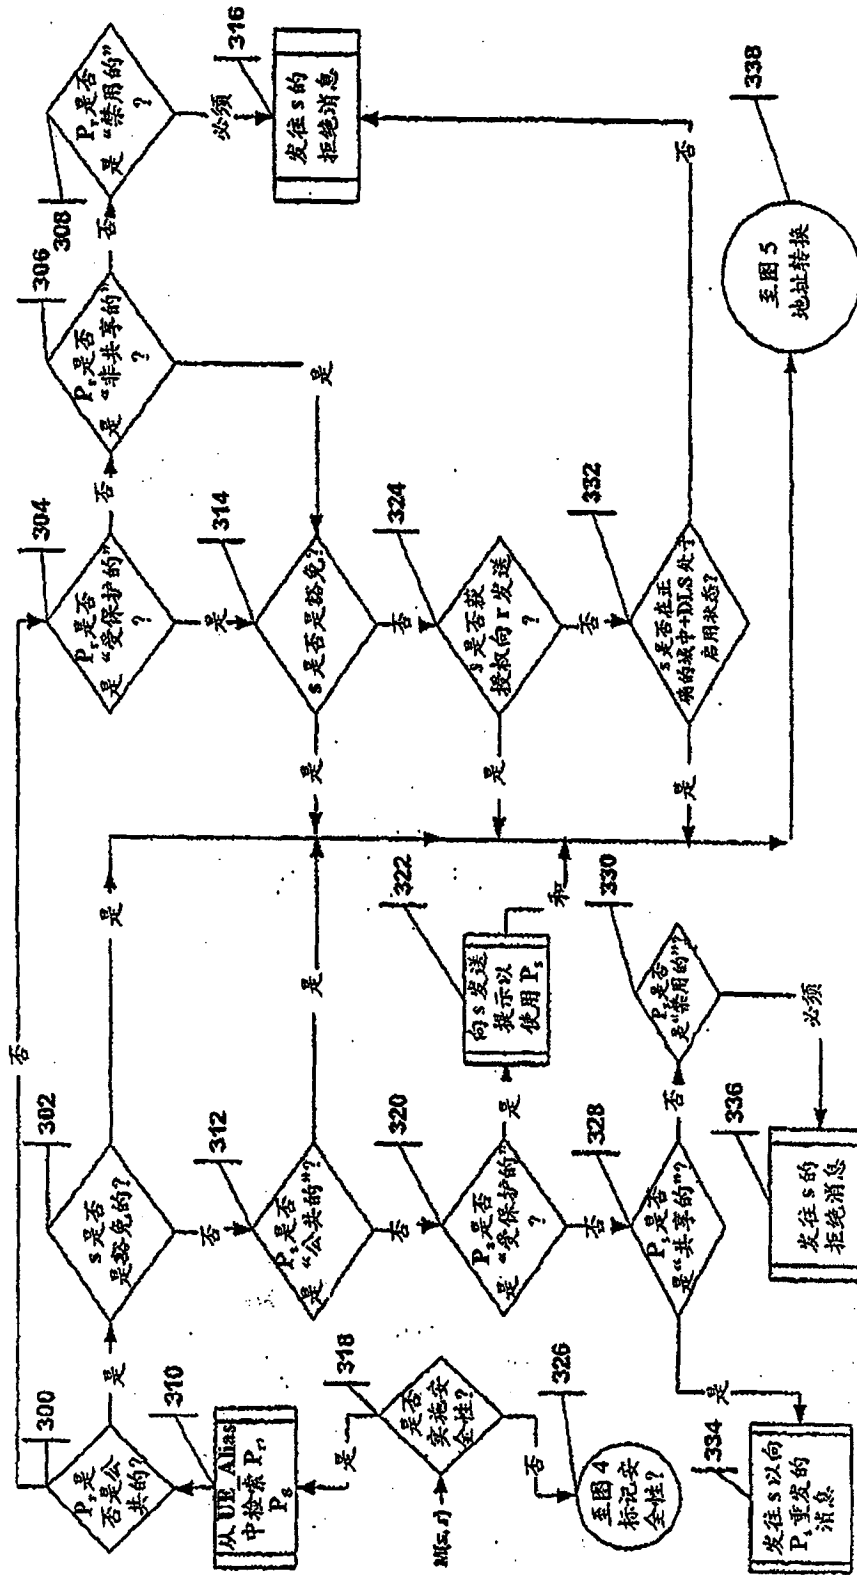 300
P_r是
否是公
共的?
是
否
302
s是否
是豁免的?
是
否
304
P_r是否
是“受保护的”
?
否
是
306
P_r是否
是“非共享的”
?
否
是
308
P_r是否
是“禁用的”
?
必须
310
从UE Alias
中检索P_r,
P_s
312
P_s是否
是“公共的”?
是
否
314
s是否是豁免?
是
否
316
发往s的
拒绝消息
318
是否
实施安
全性?
M(s,r)
是
否
320
P_s是否
是“受保护的”
?
是
否
322
向s发送
提示以
使用P_s
和
324
s是否获
授权向r发送
?
是
否
326
至图4
标记安
全性?
328
P_s是否
是“共享的”?
是
否
330
是“禁用的”?
必须
332
s是否在正
确的域中+DLS处于
启用状态?
是
否
334
发往s以向
P_s重发的
消息
336
发往s的
拒绝消息
338
至图5
地址转换